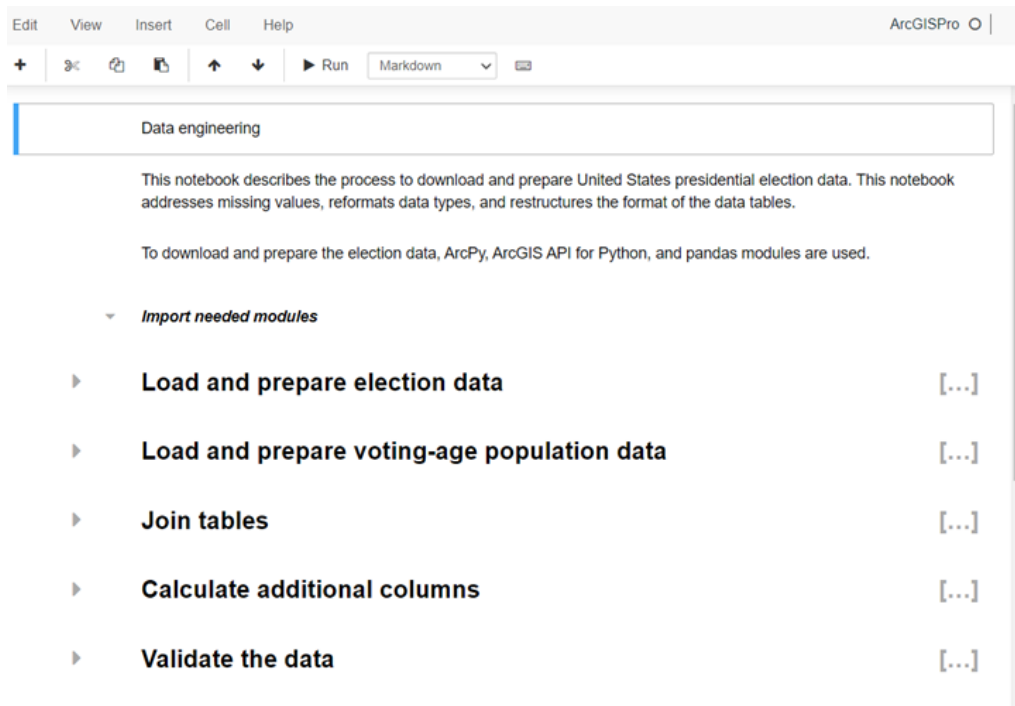 Edit View Insert Cell Help ArcGISPro
Run Markdown
Data engineering
This notebook describes the process to download and prepare United States presidential election data. This notebook
addresses missing values, reformats data types, and restructures the format of the data tables.
To download and prepare the election data, ArcPy, ArcGIS API for Python, and pandas modules are used.
Import needed modules
Load and prepare election data [...]
Load and prepare voting-age population data [...]
Join tables [...]
Calculate additional columns [...]
Validate the data [...]